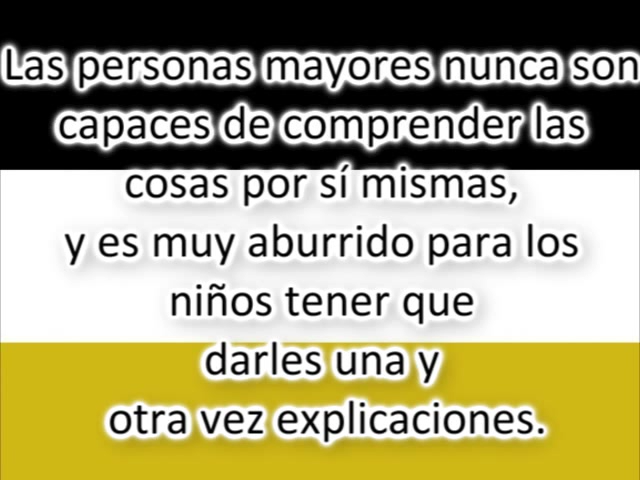 Las personas mayores nunca son
capaces de comprender las
cosas por sí mismas,
y es muy aburrido para los
niños tener que
darles una y
otra vez explicaciones.